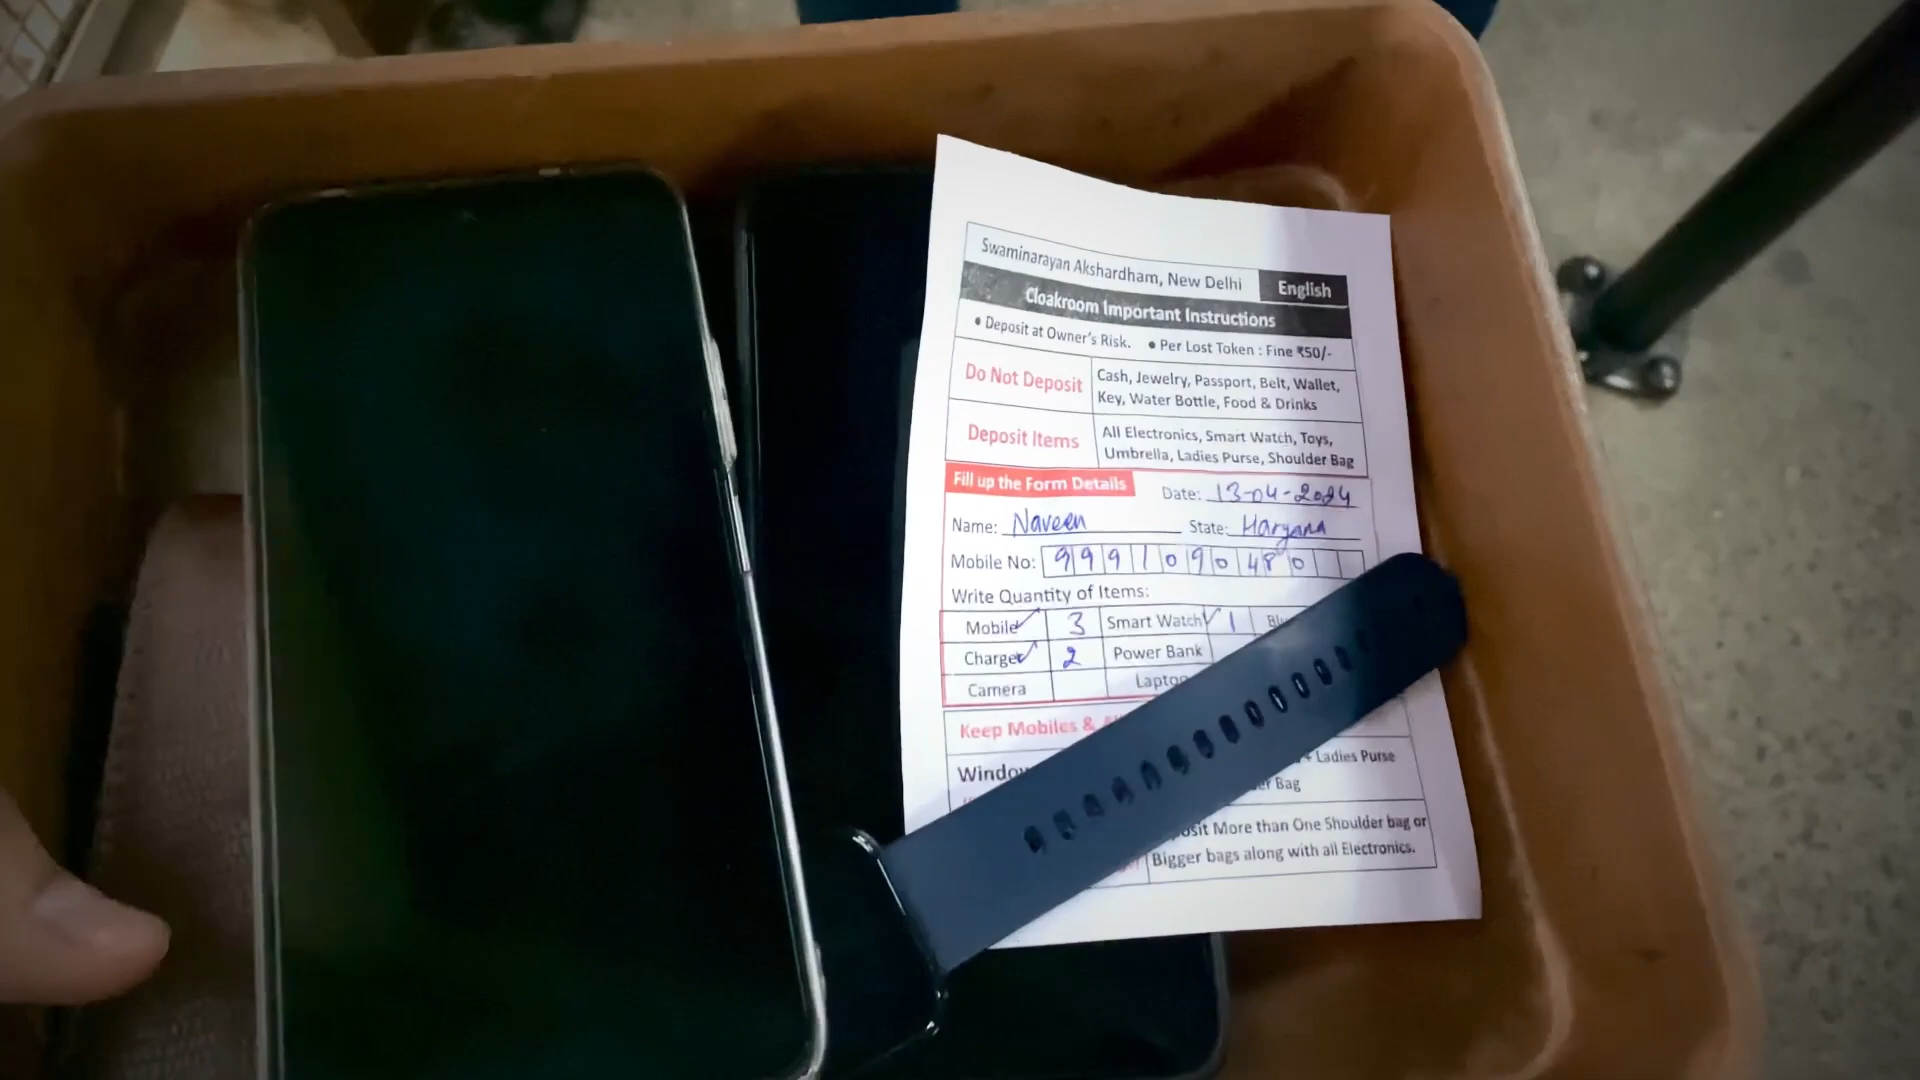 Swaminarayan Akshardham, New Delhi English
Cloakroom Important Instructions
• Deposit at Owner's Risk. • Per Lost Token : Fine ₹50/-
Do Not Deposit Cash, Jewelry, Passport, Belt, Wallet,
Key, Water Bottle, Food & Drinks
Deposit Items All Electronics, Smart Watch, Toys,
Umbrella, Ladies Purse, Shoulder Bag
Fill up the Form Details Date: 13-04-2024
Name: Naveen State: Haryana
Mobile No: 9991090480
Write Quantity of Items:
Mobile ✓ 3 Smart Watch ✓ 1
Charger ✓ 2 Power Bank
Camera
Keep Mobiles &
Ladies Purse
Bag
More than One Shoulder bag or
Bigger bags along with all Electronics.